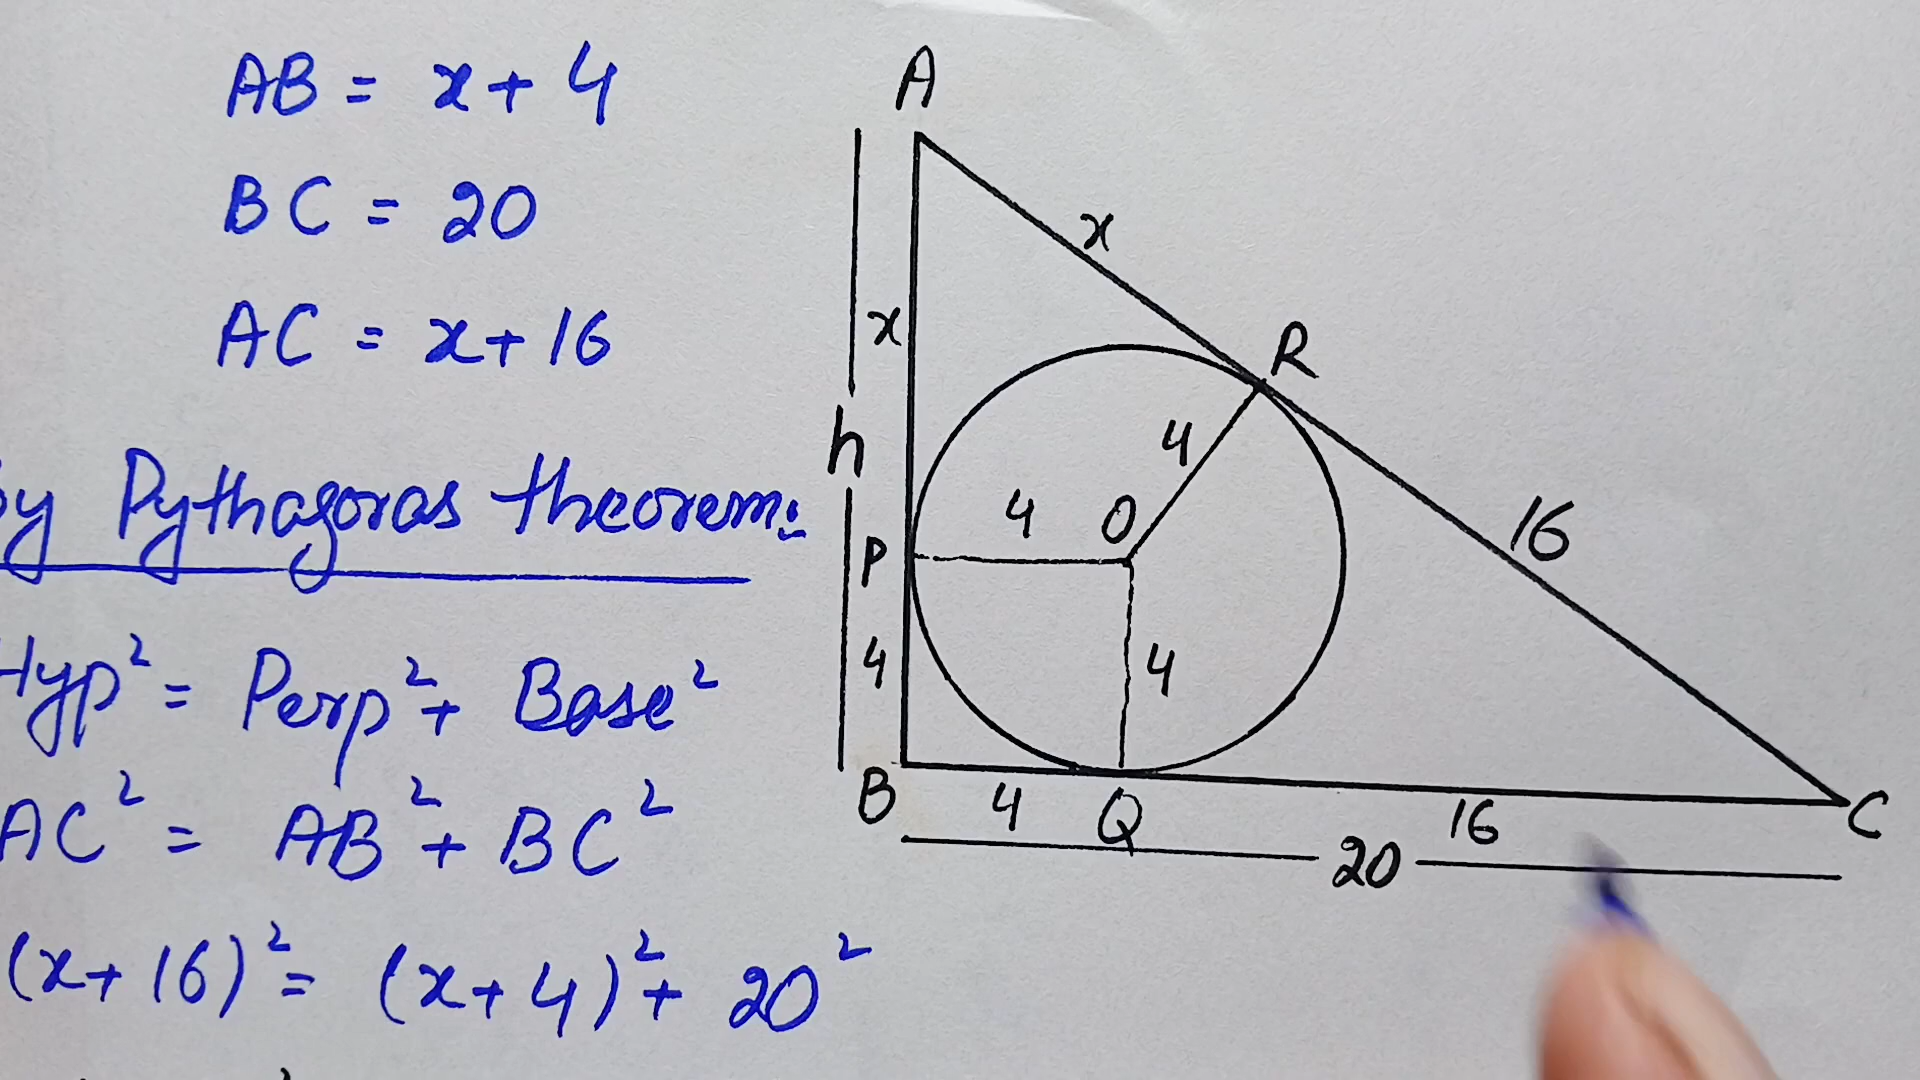 AB = x + 4
BC = 20
AC = x + 16
by Pythagoras theorem:
Hyp² = Perp² + Base²
AC² = AB² + BC²
(x + 16)² = (x + 4)² + 20²
A
x
x
R
h
4
4
O
16
P
4
4
B
4
Q
16
C
20